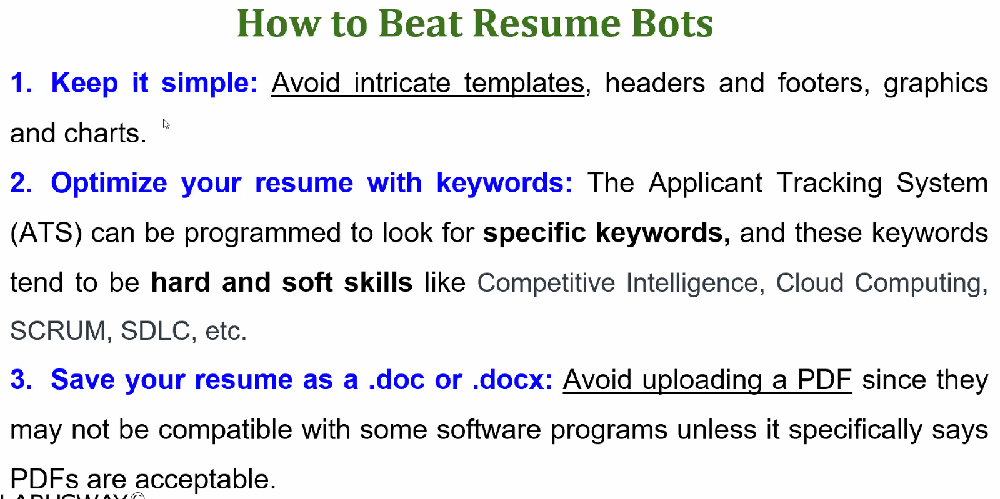 How to Beat Resume Bots
1. Keep it simple: Avoid intricate templates, headers and footers, graphics
and charts.
2. Optimize your resume with keywords: The Applicant Tracking System
(ATS) can be programmed to look for specific keywords, and these keywords
tend to be hard and soft skills like Competitive Intelligence, Cloud Computing,
SCRUM, SDLC, etc.
3. Save your resume as a .doc or .docx: Avoid uploading a PDF since they
may not be compatible with some software programs unless it specifically says
PDFs are acceptable.